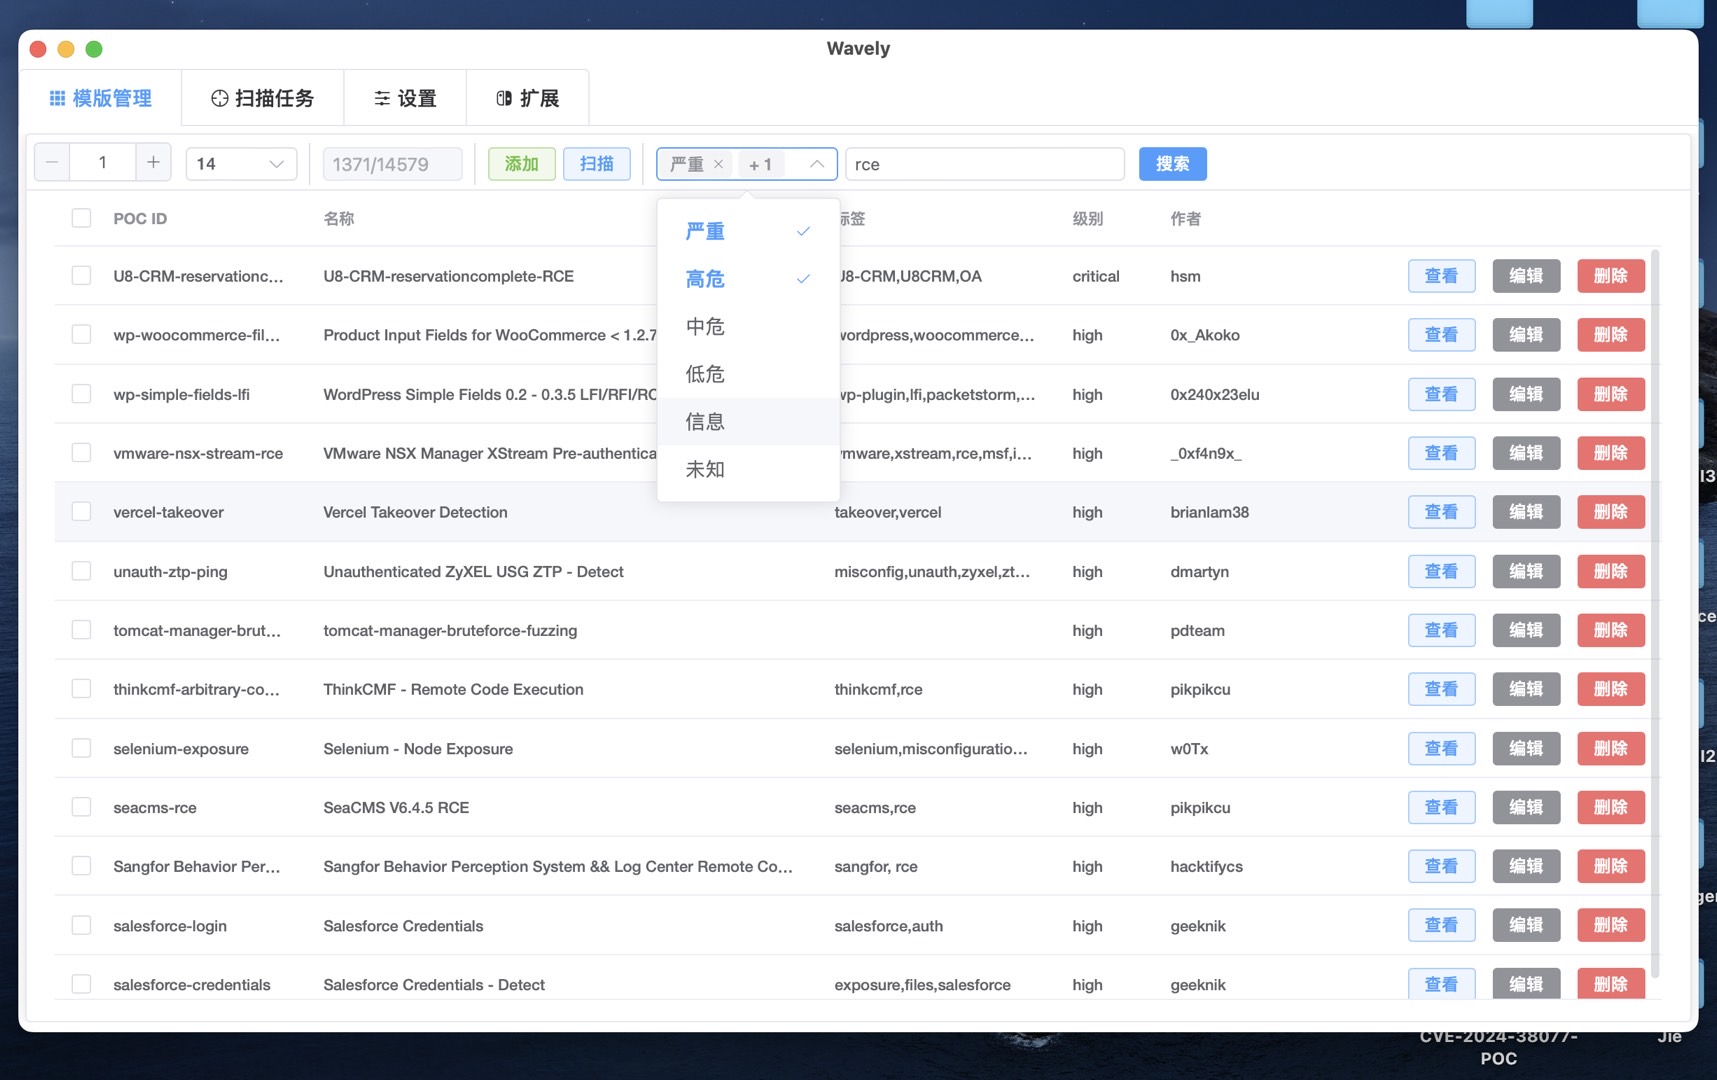 Wavely
模版管理
扫描任务
设置
扩展
1
14
1371/14579
添加
扫描
严重
+ 1
rce
搜索
POC ID
名称
标签
级别
作者
严重
高危
中危
低危
信息
未知
U8-CRM-reservationc... U8-CRM-reservationcomplete-RCE U8-CRM,U8CRM,OA critical hsm 查看 编辑 删除
wp-woocommerce-fil... Product Input Fields for WooCommerce < 1.2.7 wordpress,woocommerce... high 0x_Akoko 查看 编辑 删除
wp-simple-fields-lfi WordPress Simple Fields 0.2 - 0.3.5 LFI/RFI/RC wp-plugin,lfi,packetstorm,... high 0x240x23elu 查看 编辑 删除
vmware-nsx-stream-rce VMware NSX Manager XStream Pre-authentica vmware,xstream,rce,msf,i... high _0xf4n9x_ 查看 编辑 删除
vercel-takeover Vercel Takeover Detection takeover,vercel high brianlam38 查看 编辑 删除
unauth-ztp-ping Unauthenticated ZyXEL USG ZTP - Detect misconfig,unauth,zyxel,zt... high dmartyn 查看 编辑 删除
tomcat-manager-brut... tomcat-manager-bruteforce-fuzzing high pdteam 查看 编辑 删除
thinkcmf-arbitrary-co... ThinkCMF - Remote Code Execution thinkcmf,rce high pikpikcu 查看 编辑 删除
selenium-exposure Selenium - Node Exposure selenium,misconfiguratio... high w0Tx 查看 编辑 删除
seacms-rce SeaCMS V6.4.5 RCE seacms,rce high pikpikcu 查看 编辑 删除
Sangfor Behavior Per... Sangfor Behavior Perception System && Log Center Remote Co... sangfor, rce high hacktifycs 查看 编辑 删除
salesforce-login Salesforce Credentials salesforce,auth high geeknik 查看 编辑 删除
salesforce-credentials Salesforce Credentials - Detect exposure,files,salesforce high geeknik 查看 编辑 删除
CVE-2024-38077-
POC
Jie